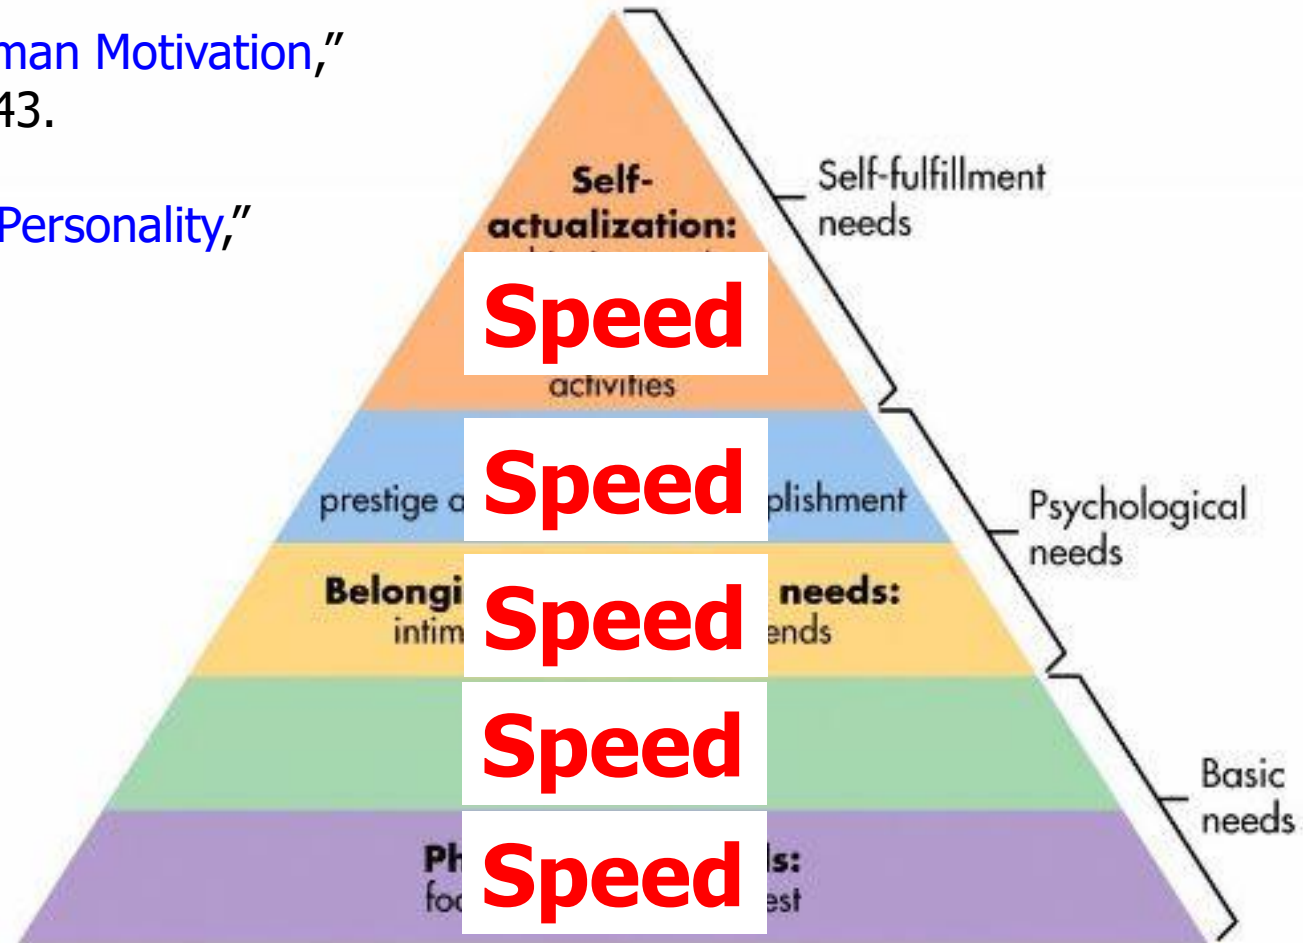 man Motivation,”
43.
Personality,”
Self-
actualization:
Speed
activities
Self-fulfillment
needs
Speed
prestige plishment
Psychological
needs
Belongi needs:
Speed
intim ends
Speed
Basic
needs
Ph s:
Speed
foo est